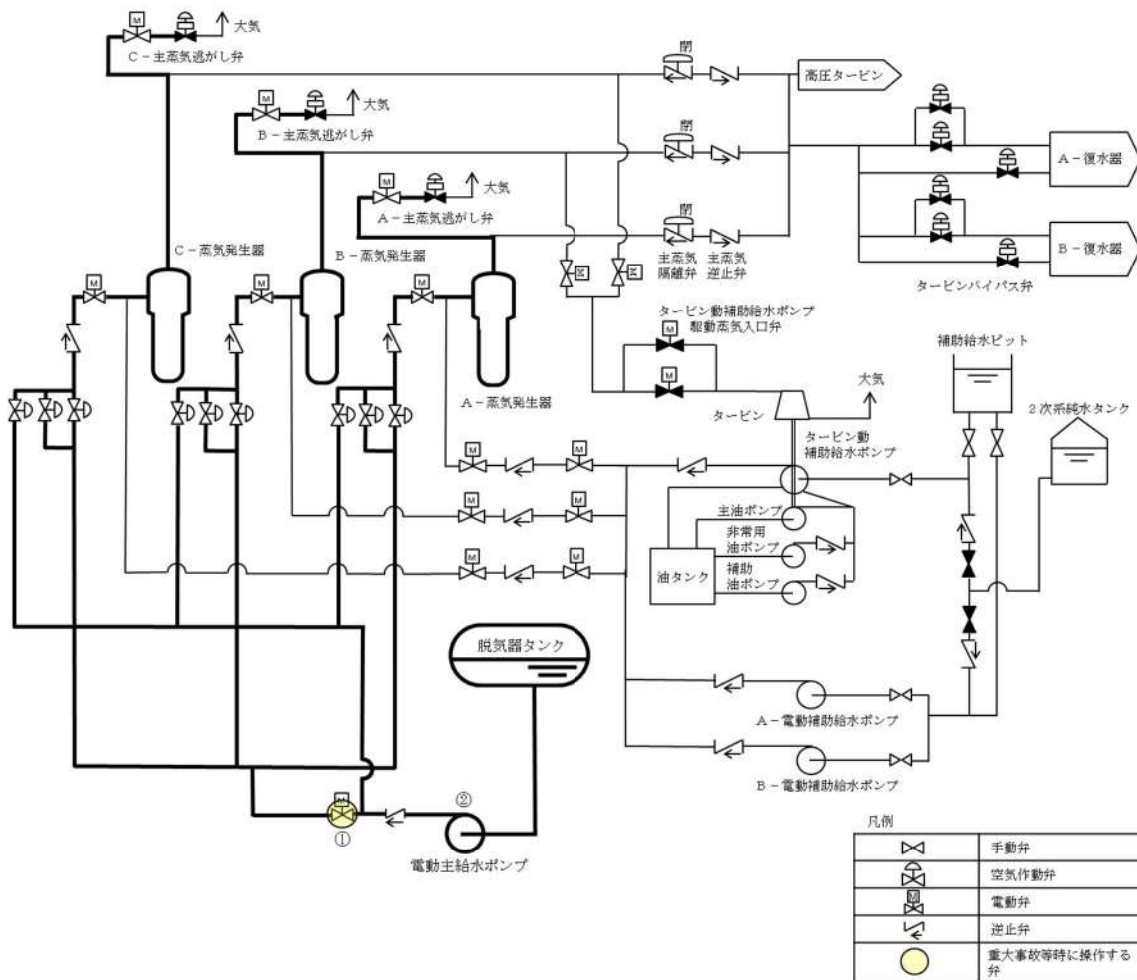 M
大気
C-主蒸気逃がし弁
閉
高圧タービン
M
大気
B-主蒸気逃がし弁
閉
A-復水器
M
大気
A-主蒸気逃がし弁
閉
主蒸気
隔離弁
主蒸気
逆止弁
B-復水器
タービンバイパス弁
C-蒸気発生器
B-蒸気発生器
A-蒸気発生器
M
M
M
M
M
タービン動補助給水ポンプ
駆動蒸気入口弁
M
M
タービン
大気
補助給水ピット
2次系純水タンク
タービン動
補助給水ポンプ
M
M
主油ポンプ
非常用
油ポンプ
補助
油ポンプ
油タンク
M
M
M
M
脱気器タンク
A-電動補助給水ポンプ
B-電動補助給水ポンプ
M
①
②
電動主給水ポンプ
凡例
手動弁
空気作動弁
M
電動弁
逆止弁
重大事故等時に操作する
弁